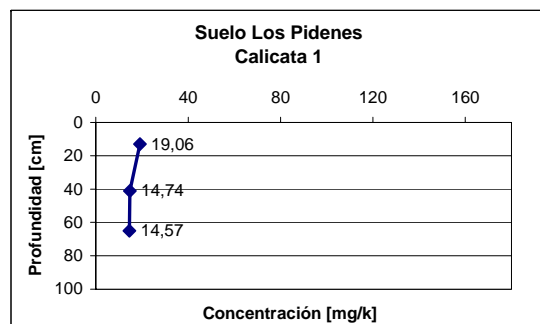 Suelo Los Pidenes
Calicata 1
0 40 80 120 160
Profundidad [cm]
0
20
40
60
80
100
19,06
14,74
14,57
Concentración [mg/k]